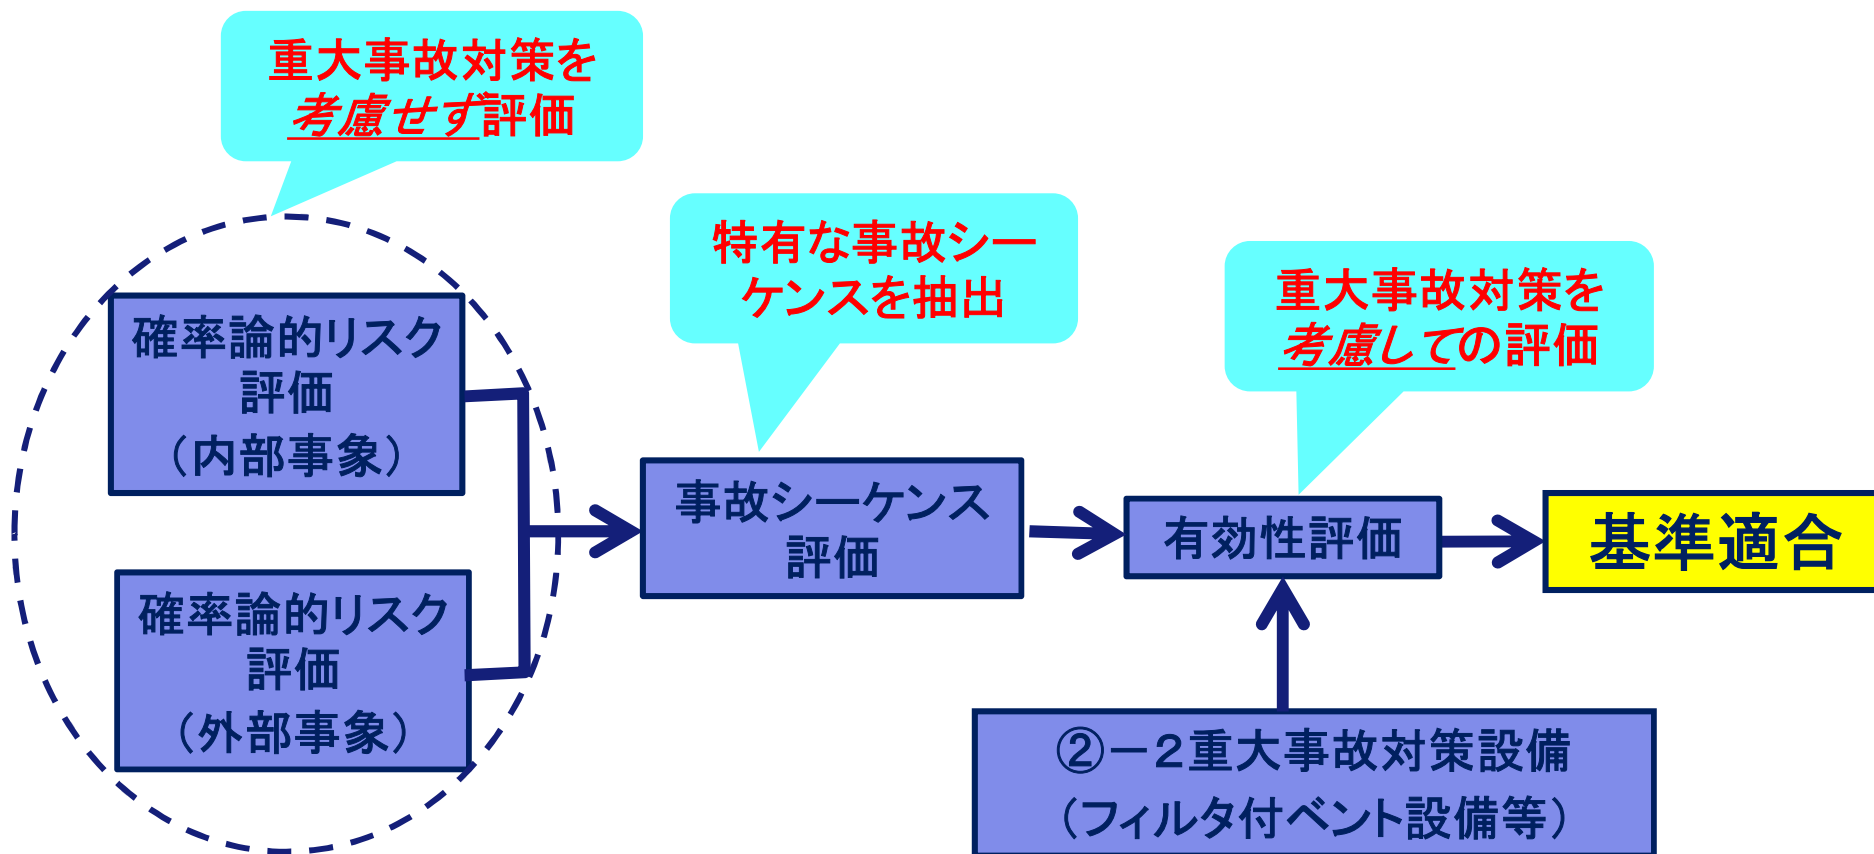 重大事故対策を
考慮せず評価
特有な事故シー
ケンスを抽出
重大事故対策を
考慮しての評価
確率論的リスク
評価
（内部事象）
事故シーケンス
評価
有効性評価
基準適合
確率論的リスク
評価
（外部事象）
②－２重大事故対策設備
（フィルタ付ベント設備等）